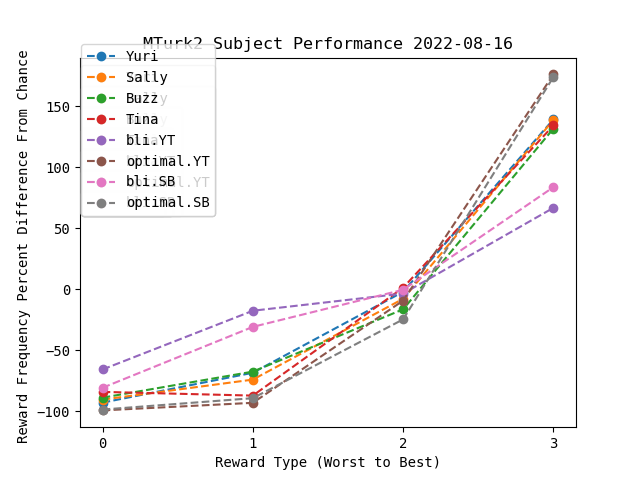 MTurk2 Subject Performance 2022-08-16
Yuri
Sally
Buzz
Tina
bli.YT
optimal.YT
bli.SB
optimal.SB
Reward Frequency Percent Difference From Chance
150
100
50
0
−50
−100
0 1 2 3
Reward Type (Worst to Best)